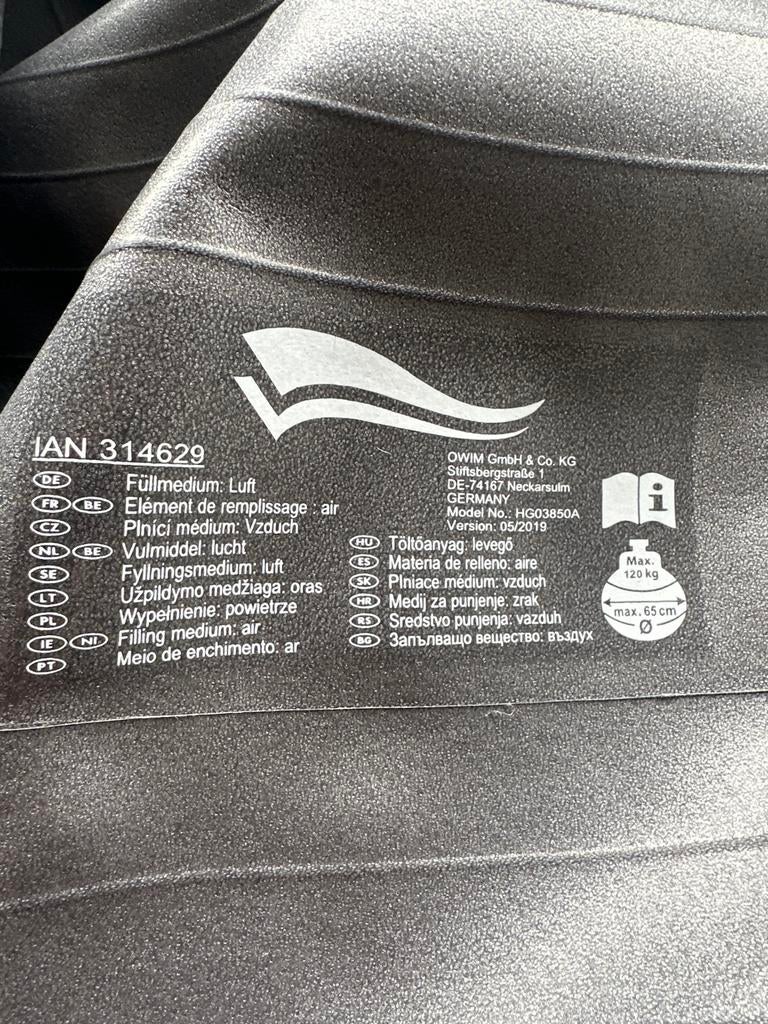 IAN 314629
DE Füllmedium: Luft
FR BE Elément de remplissage : air
CZ Plnicí médium: Vzduch
NL BE Vulmiddel: lucht
SE Fyllningsmedium: luft
LT Užpildymo medžiaga: oras
PL Wypełnienie: powietrze
IE NI Filling medium: air
PT Meio de enchimento: ar
OWIM GmbH & Co. KG
Stiftsbergstraße 1
DE-74167 Neckarsulm
GERMANY
Model No.: HG03850A
Version: 05/2019
HU Töltőanyag: levegő
ES Materia de relleno: aire
SK Plniace médium: vzduch
HR Medij za punjenje: zrak
RS Sredstvo punjenja: vazduh
BG Запълващо вещество: въздух
i
Max.
120 kg
max. 65 cm
Ø